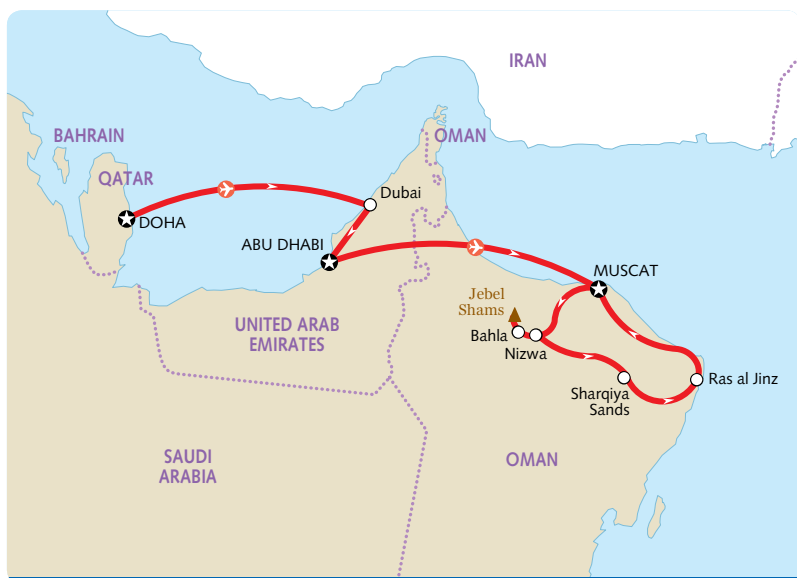 IRAN
BAHRAIN
OMAN
QATAR
Dubai
DOHA
ABU DHABI
MUSCAT
Jebel
Shams
UNITED ARAB
EMIRATES
Bahla
Nizwa
Ras al Jinz
Sharqiya
Sands
SAUDI
ARABIA
OMAN